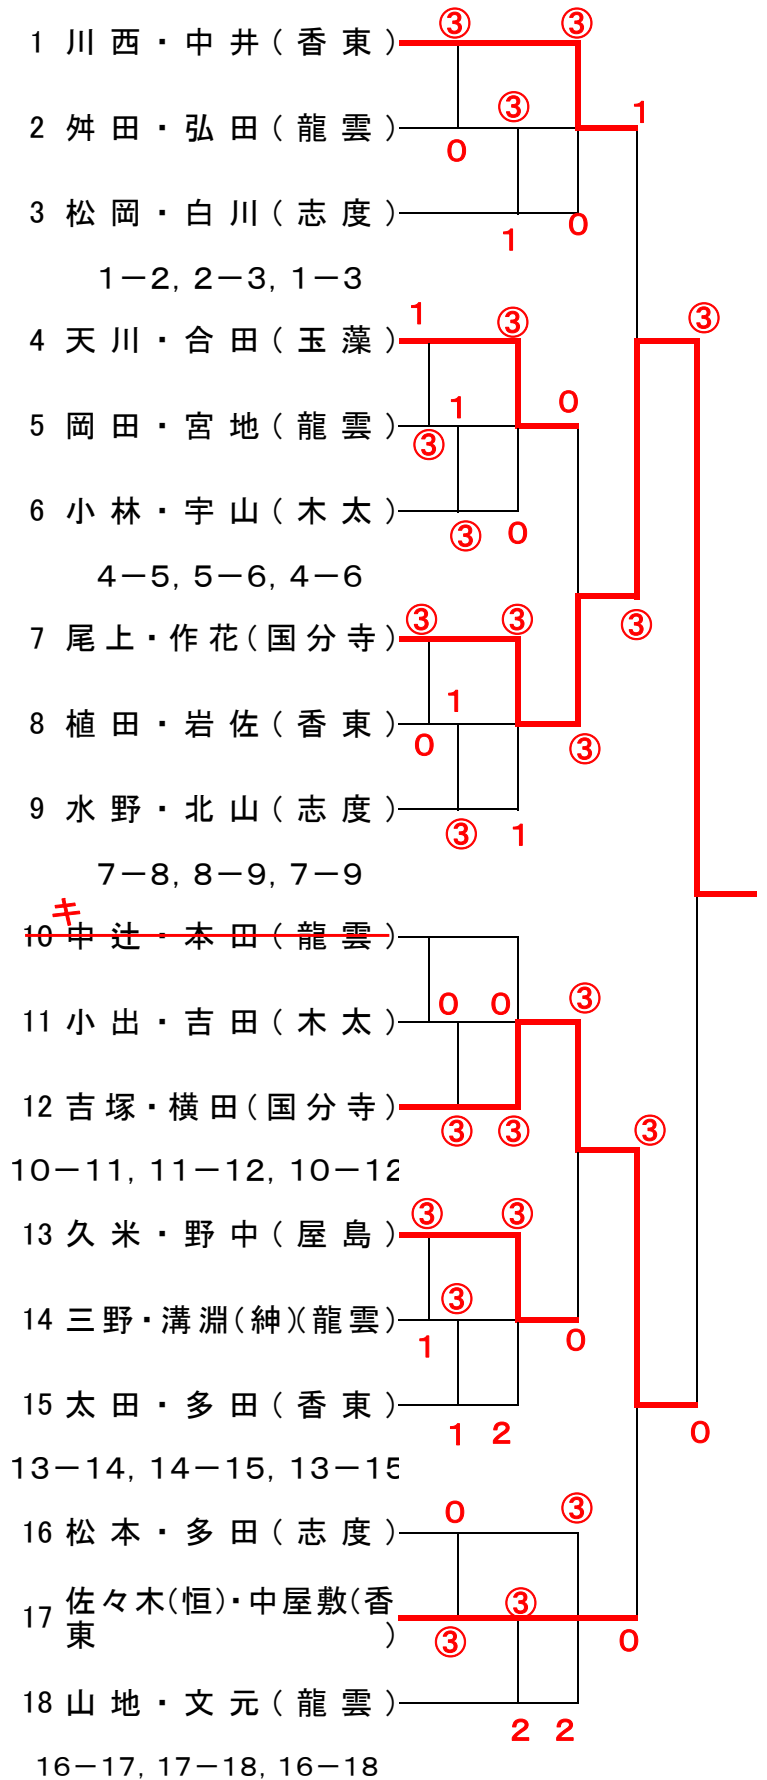 ③ ③
1 川西・中井(香東)
1
③
2 舛田・弘田(龍雲)
0
3 松岡・白川(志度)
1 0
1－2, 2－3, 1－3
1 ③ ③
4 天川・合田(玉藻)
1 0
5 岡田・宮地(龍雲)
③
6 小林・宇山(木太)
③ 0
4－5, 5－6, 4－6
③ ③ ③
7 尾上・作花(国分寺)
1
8 植田・岩佐(香東)
0 ③
9 水野・北山(志度)
③ 1
7－8, 8－9, 7－9
キ
10 中辻・本田(龍雲)
0 0 ③
11 小出・吉田(木太)
12 吉塚・横田(国分寺)
③ ③ ③
10－11, 11－12, 10－12
③ ③
13 久米・野中(屋島)
③
14 三野・溝淵(紳)(龍雲)
1 0
15 太田・多田(香東)
1 2 0
13－14, 14－15, 13－15
0 ③
16 松本・多田(志度)
③
17 佐々木(恒)・中屋敷(香
東)
③ 0
18 山地・文元(龍雲)
2 2
16－17, 17－18, 16－18